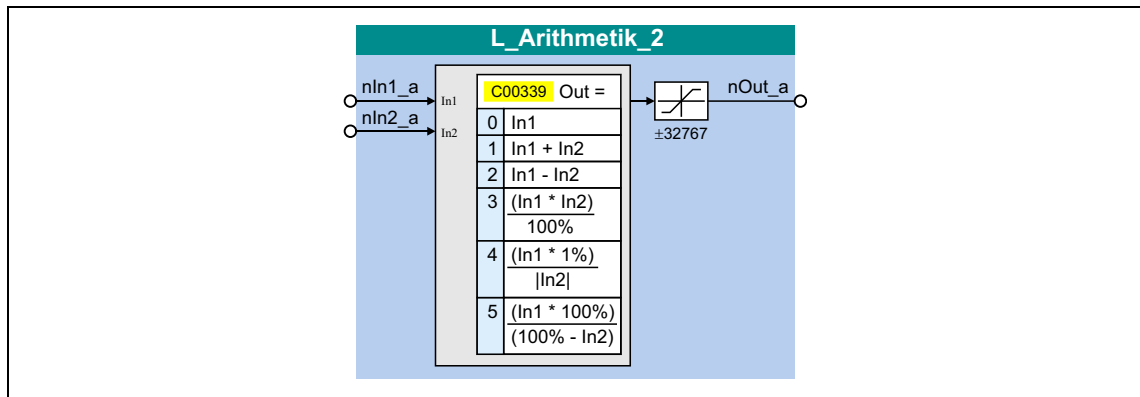 L_Arithmetik_2
nIn1_a
nIn2_a
In1
In2
C00339 Out =
0 In1
1 In1 + In2
2 In1 - In2
3 (In1 * In2)
100%
4 (In1 * 1%)
|In2|
5 (In1 * 100%)
(100% - In2)
nOut_a
±32767